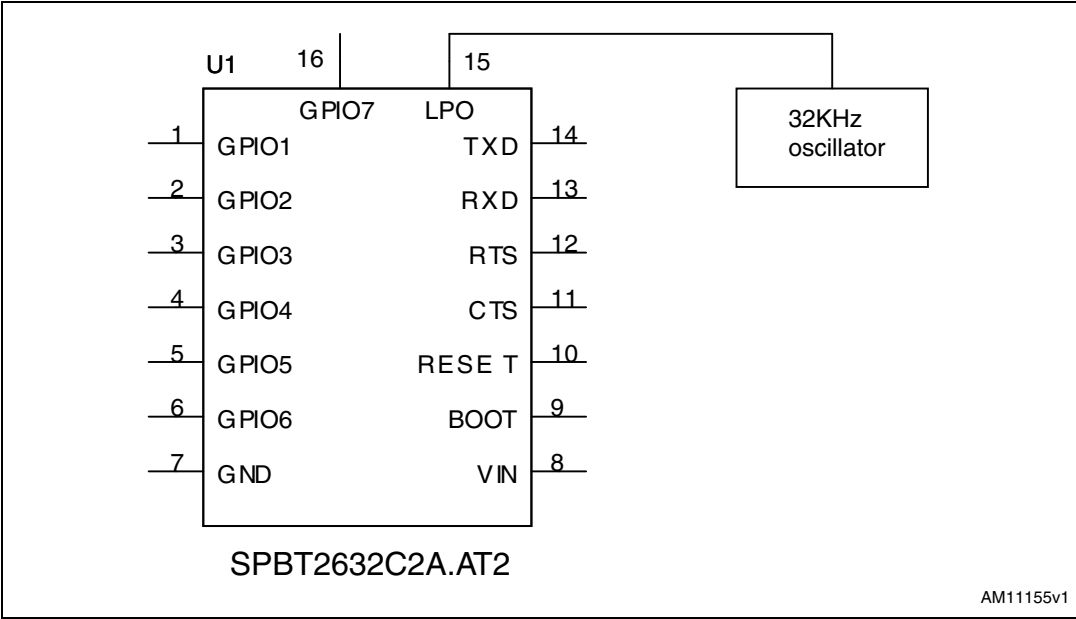 U1
16
15
GPIO7 LPO
32KHz
oscillator
1 GPIO1 TXD 14
2 GPIO2 RXD 13
3 GPIO3 RTS 12
4 GPIO4 CTS 11
5 GPIO5 RESET 10
6 GPIO6 BOOT 9
7 GND VIN 8
SPBT2632C2A.AT2
AM11155v1